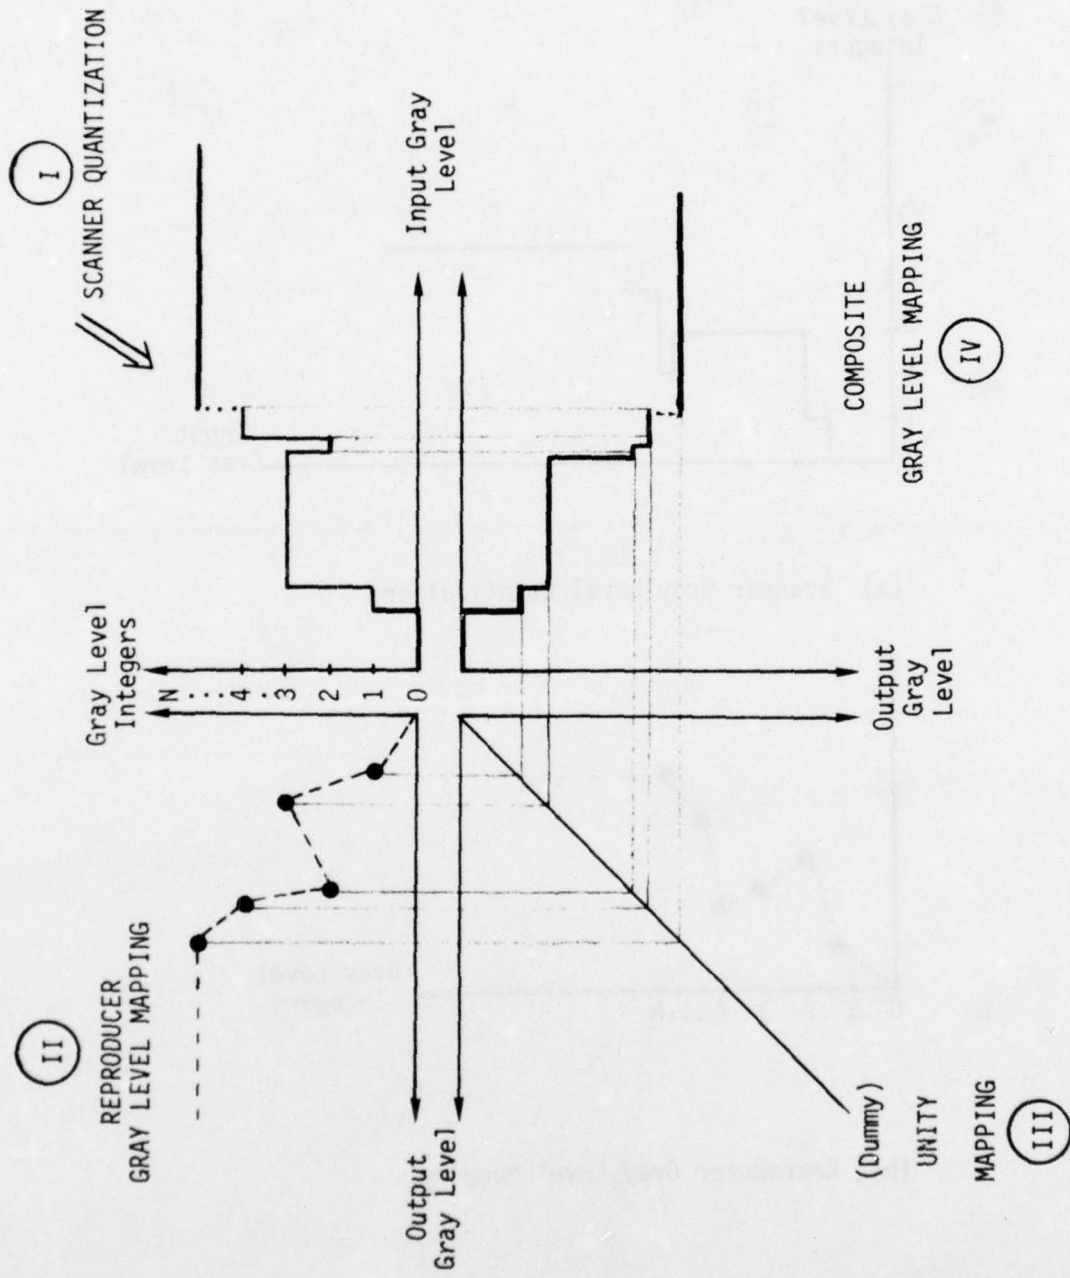 I
SCANNER QUANTIZATION
II
REPRODUCER
GRAY LEVEL MAPPING
Gray Level
Integers
N
4
3
2
1
0
Input Gray
Level
Output
Gray Level
Output
Gray
Level
(Dummy)
UNITY
MAPPING
III
COMPOSITE
GRAY LEVEL MAPPING
IV